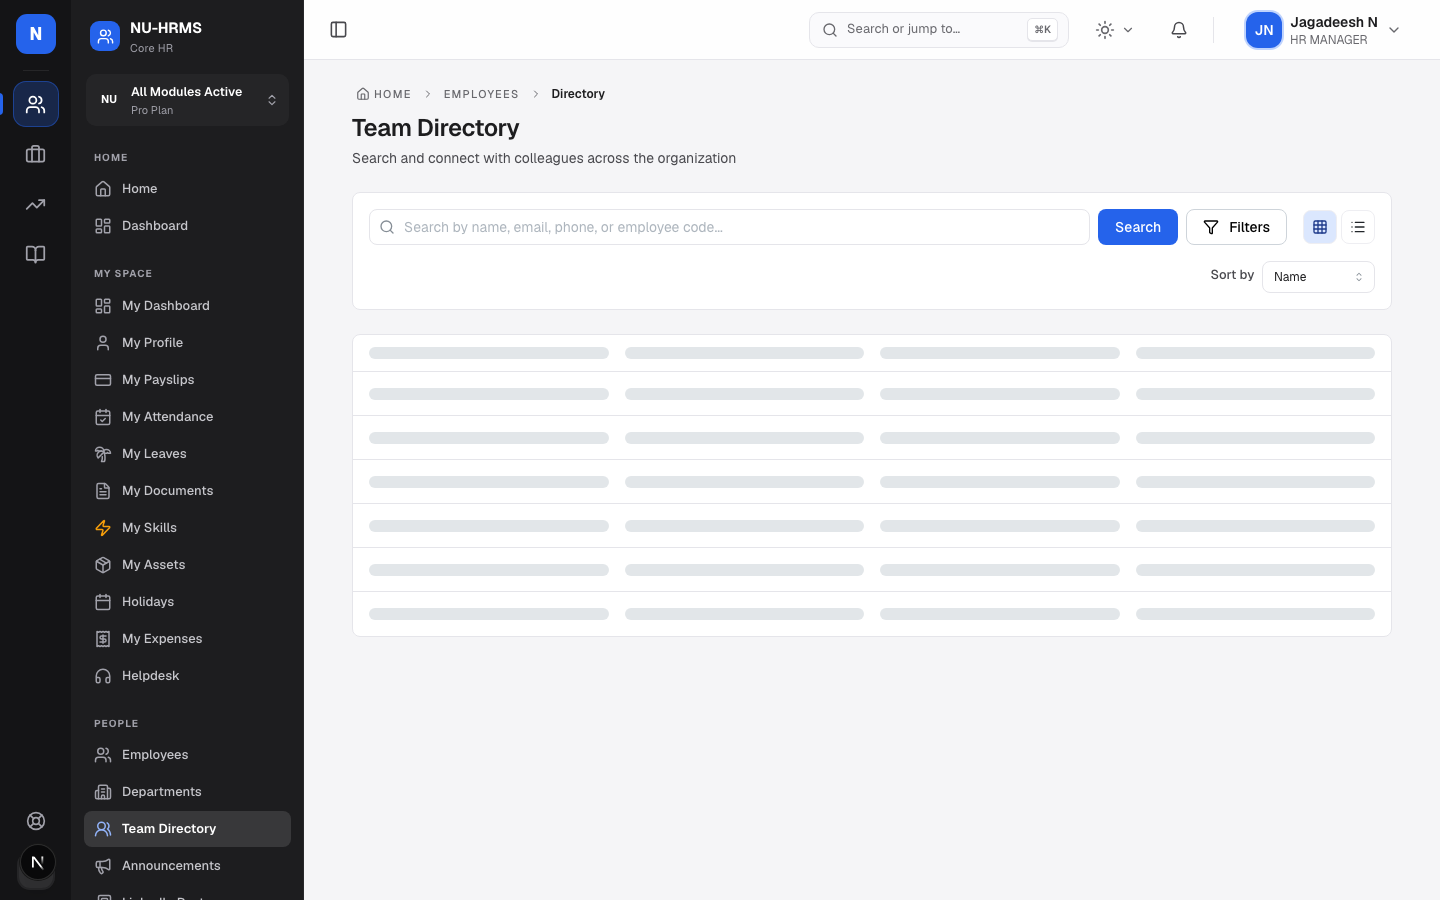 N
NU-HRMS
Core HR
NU
All Modules Active
Pro Plan
HOME
Home
Dashboard
MY SPACE
My Dashboard
My Profile
My Payslips
My Attendance
My Leaves
My Documents
My Skills
My Assets
Holidays
My Expenses
Helpdesk
PEOPLE
Employees
Departments
Team Directory
Announcements
N
Search or jump to...
⌘K
JN
Jagadeesh N
HR MANAGER
HOME
EMPLOYEES
Directory
Team Directory
Search and connect with colleagues across the organization
Search by name, email, phone, or employee code...
Search
Filters
Sort by
Name